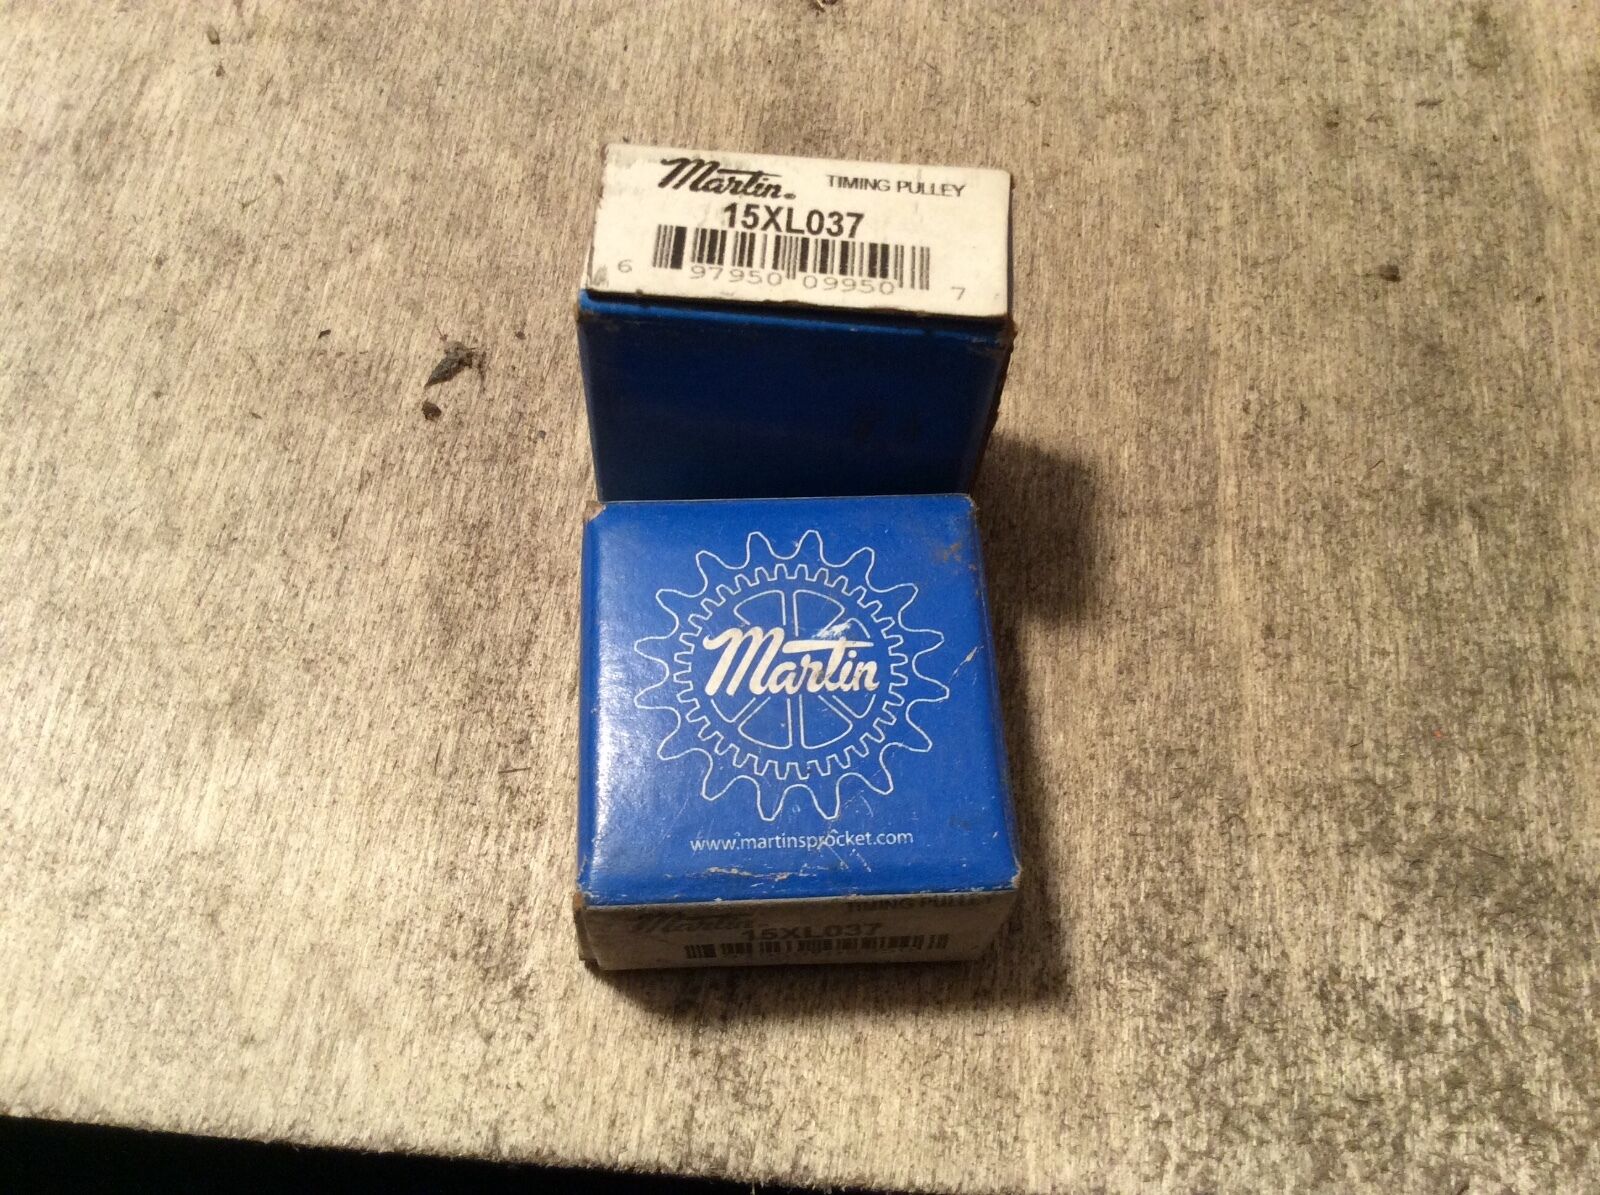 Martin® TIMING PULLEY
15XL037
6 97950 09950 7
Martin
www.martinsprocket.com
Martin TIMING PULLEY
15XL037